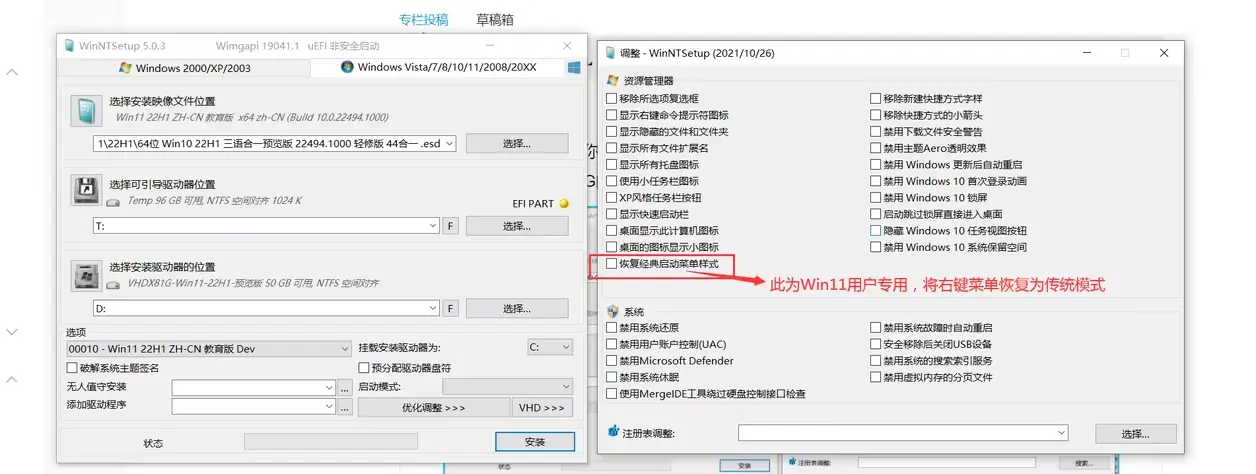 专栏投稿 草稿箱
WinNTSetup 5.0.3 Wimgapi 19041.1 uEFI 非安全启动
Windows 2000/XP/2003 Windows Vista/7/8/10/11/2008/20XX
选择安装映像文件位置
Win11 22H1 ZH-CN 教育版 x64 zh-CN (Build 10.0.22494.1000)
1\22H1\64位 Win10 22H1 三语合一预览版 22494.1000 轻修版 44合一 .esd 选择...
选择可引导驱动器位置
Temp 96 GB 可用, NTFS 空间对齐 1024 K
EFI PART
T: F 选择...
选择安装驱动器的位置
VHDX81G-Win11-22H1-预览版 50 GB 可用, NTFS 空间对齐
D: F 选择...
选项
00010 - Win11 22H1 ZH-CN 教育版 Dev 挂载安装驱动器为: C:
破解系统主题签名 预分配驱动器盘符
无人值守安装 ... 启动模式:
添加驱动程序 ... 优化调整 >>> VHD >>>
状态 安装
调整 - WinNTSetup (2021/10/26)
资源管理器
移除所选项复选框 移除新建快捷方式字样
显示右键命令提示符图标 移除快捷方式的小箭头
显示隐藏的文件和文件夹 禁用下载文件安全警告
显示所有文件扩展名 禁用主题Aero透明效果
显示所有托盘图标 禁用 Windows 更新后自动重启
使用小任务栏图标 禁用 Windows 10 首次登录动画
XP风格任务栏按钮 禁用 Windows 10 锁屏
显示快速启动栏 启动跳过锁屏直接进入桌面
桌面显示此计算机图标 隐藏 Windows 10 任务视图按钮
桌面的图标显示小图标 禁用 Windows 10 系统保留空间
恢复经典启动菜单样式
此为Win11用户专用，将右键菜单恢复为传统模式
系统
禁用系统还原 禁用系统故障时自动重启
禁用用户账户控制(UAC) 安全移除后关闭USB设备
禁用Microsoft Defender 禁用系统的搜索索引服务
禁用系统休眠 禁用虚拟内存的分页文件
使用MergeIDE工具绕过硬盘控制接口检查
注册表调整: 选择...
状态 安装 注册表调整: 搜索...